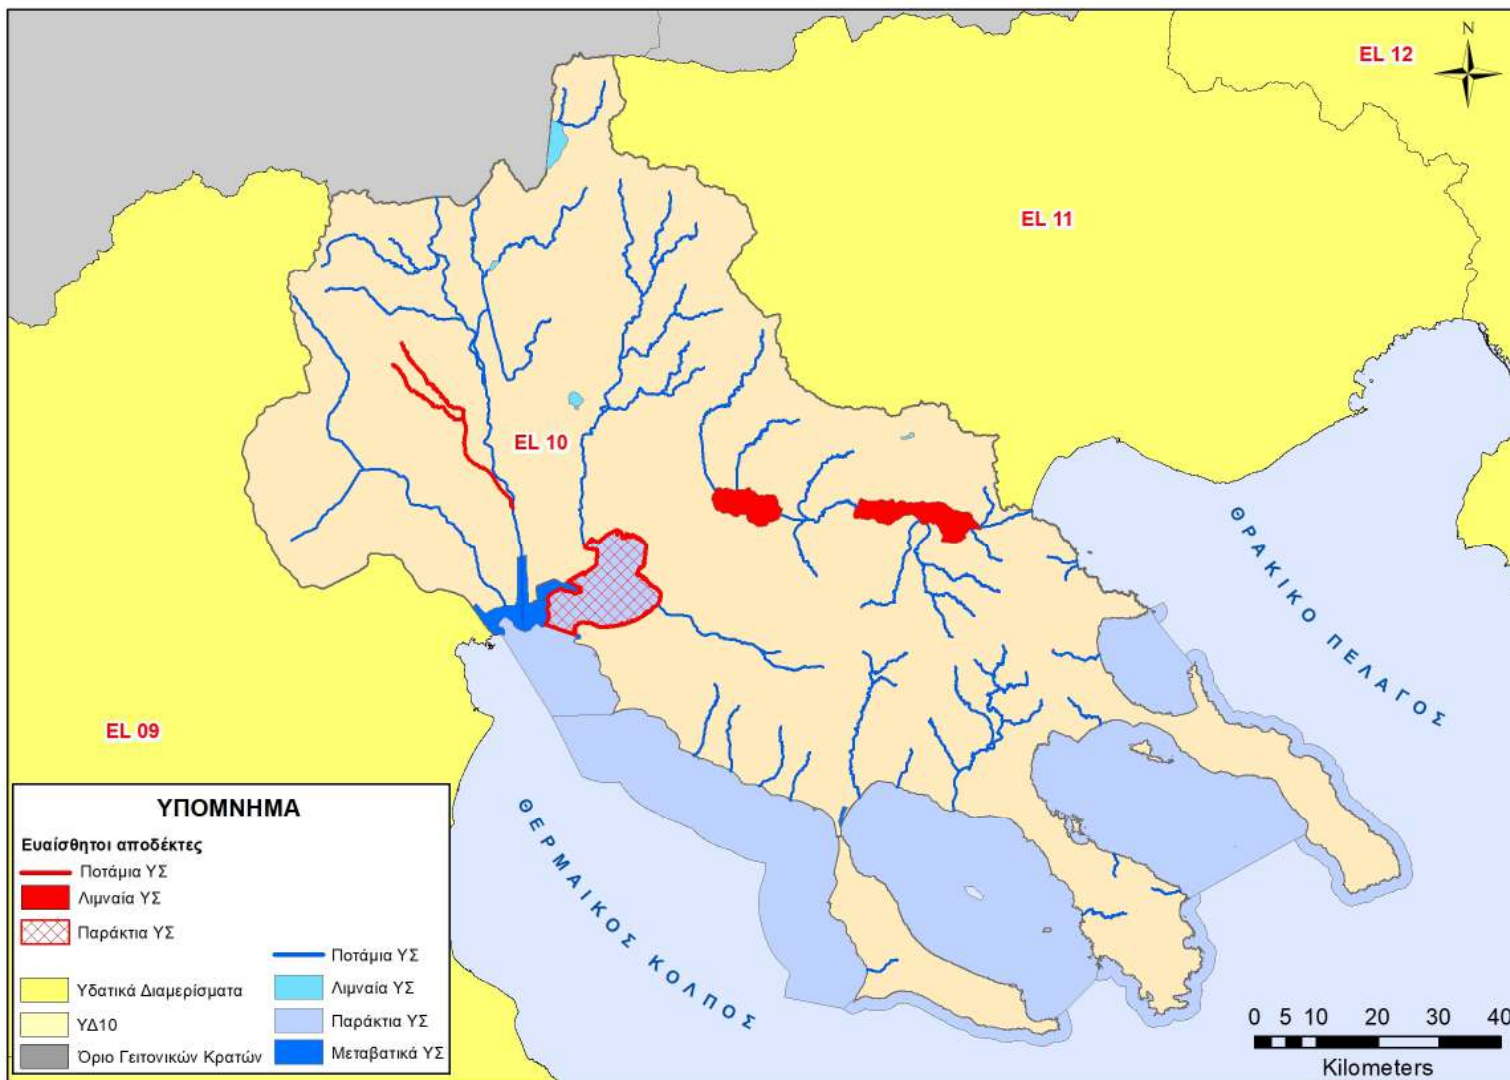 N
EL 12
EL 11
EL 10
EL 09
ΘΡΑΚΙΚΟ ΠΕΛΑΓΟΣ
ΘΕΡΜΑΙΚΟΣ ΚΟΛΠΟΣ
ΥΠΟΜΝΗΜΑ
Ευαίσθητοι αποδέκτες
Ποτάμια ΥΣ
Λιμναία ΥΣ
Παράκτια ΥΣ
Υδατικά Διαμερίσματα
ΥΔ10
Όριο Γειτονικών Κρατών
Ποτάμια ΥΣ
Λιμναία ΥΣ
Παράκτια ΥΣ
Μεταβατικά ΥΣ
0 5 10 20 30 40
Kilometers